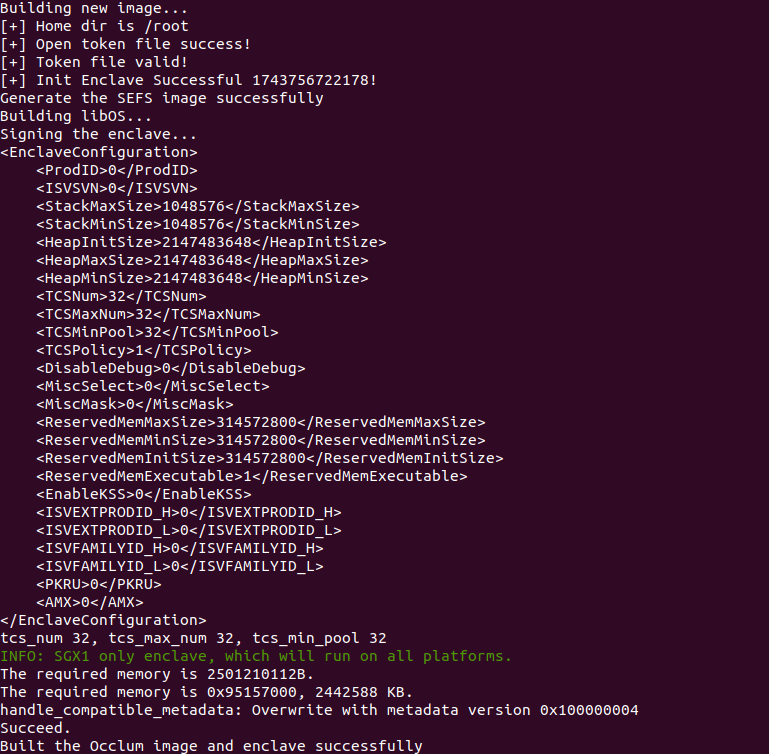 Building new image...
[+] Home dir is /root
[+] Open token file success!
[+] Token file valid!
[+] Init Enclave Successful 1743756722178!
Generate the SEFS image successfully
Building libOS...
Signing the enclave...
<EnclaveConfiguration>
    <ProdID>0</ProdID>
    <ISVSVN>0</ISVSVN>
    <StackMaxSize>1048576</StackMaxSize>
    <StackMinSize>1048576</StackMinSize>
    <HeapInitSize>2147483648</HeapInitSize>
    <HeapMaxSize>2147483648</HeapMaxSize>
    <HeapMinSize>2147483648</HeapMinSize>
    <TCSNum>32</TCSNum>
    <TCSMaxNum>32</TCSMaxNum>
    <TCSMinPool>32</TCSMinPool>
    <TCSPolicy>1</TCSPolicy>
    <DisableDebug>0</DisableDebug>
    <MiscSelect>0</MiscSelect>
    <MiscMask>0</MiscMask>
    <ReservedMemMaxSize>314572800</ReservedMemMaxSize>
    <ReservedMemMinSize>314572800</ReservedMemMinSize>
    <ReservedMemInitSize>314572800</ReservedMemInitSize>
    <ReservedMemExecutable>1</ReservedMemExecutable>
    <EnableKSS>0</EnableKSS>
    <ISVEXTPRODID_H>0</ISVEXTPRODID_H>
    <ISVEXTPRODID_L>0</ISVEXTPRODID_L>
    <ISVFAMILYID_H>0</ISVFAMILYID_H>
    <ISVFAMILYID_L>0</ISVFAMILYID_L>
    <PKRU>0</PKRU>
    <AMX>0</AMX>
</EnclaveConfiguration>
tcs_num 32, tcs_max_num 32, tcs_min_pool 32
INFO: SGX1 only enclave, which will run on all platforms.
The required memory is 2501210112B.
The required memory is 0x95157000, 2442588 KB.
handle_compatible_metadata: Overwrite with metadata version 0x100000004
Succeed.
Built the Occlum image and enclave successfully